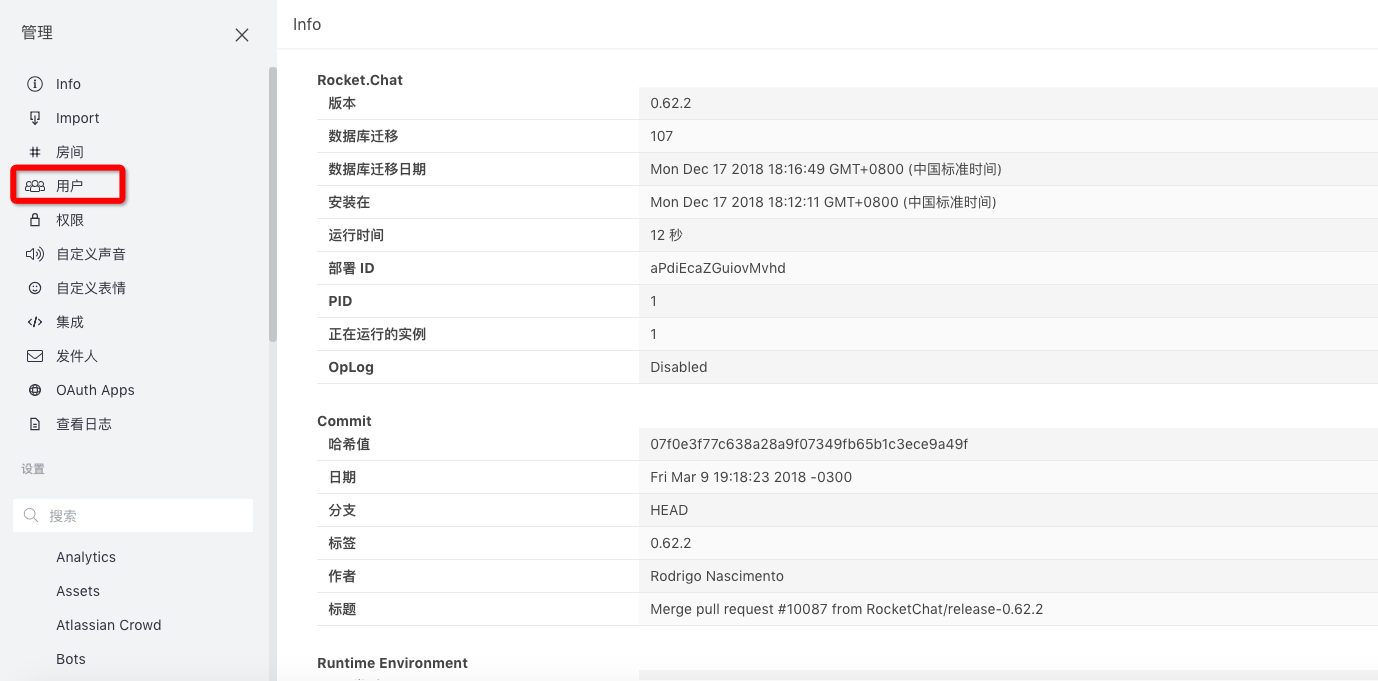 管理
Info
Import
房间
用户
权限
自定义声音
自定义表情
集成
发件人
OAuth Apps
查看日志
设置
搜索
Analytics
Assets
Atlassian Crowd
Bots
Info
Rocket.Chat
版本 0.62.2
数据库迁移 107
数据库迁移日期 Mon Dec 17 2018 18:16:49 GMT+0800 (中国标准时间)
安装在 Mon Dec 17 2018 18:12:11 GMT+0800 (中国标准时间)
运行时间 12 秒
部署 ID aPdiEcaZGuiovMvhd
PID 1
正在运行的实例 1
OpLog Disabled
Commit
哈希值 07f0e3f77c638a28a9f07349fb65b1c3ece9a49f
日期 Fri Mar 9 19:18:23 2018 -0300
分支 HEAD
标签 0.62.2
作者 Rodrigo Nascimento
标题 Merge pull request #10087 from RocketChat/release-0.62.2
Runtime Environment